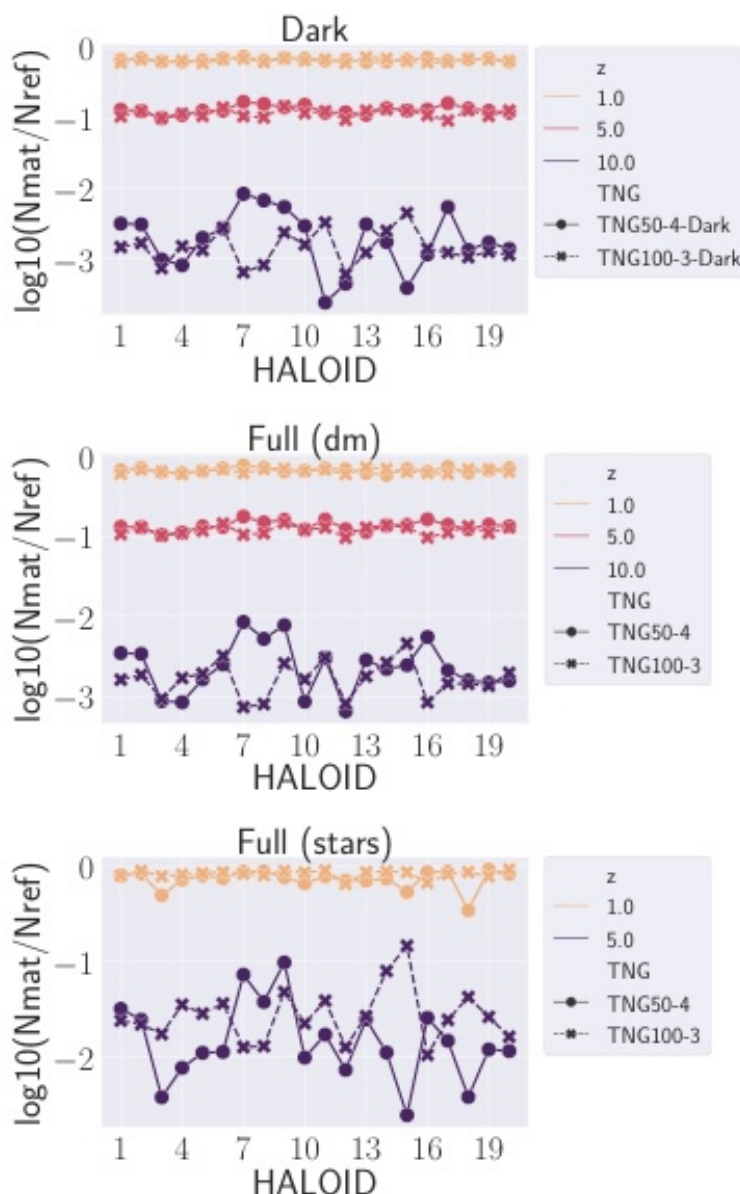 Dark
log10(Nmat/Nref)
0
−1
−2
−3
1 4 7 10 13 16 19
HALOID
z
1.0
5.0
10.0
TNG
TNG50-4-Dark
TNG100-3-Dark
Full (dm)
log10(Nmat/Nref)
0
−1
−2
−3
1 4 7 10 13 16 19
HALOID
z
1.0
5.0
10.0
TNG
TNG50-4
TNG100-3
Full (stars)
log10(Nmat/Nref)
0
−1
−2
1 4 7 10 13 16 19
HALOID
z
1.0
5.0
TNG
TNG50-4
TNG100-3